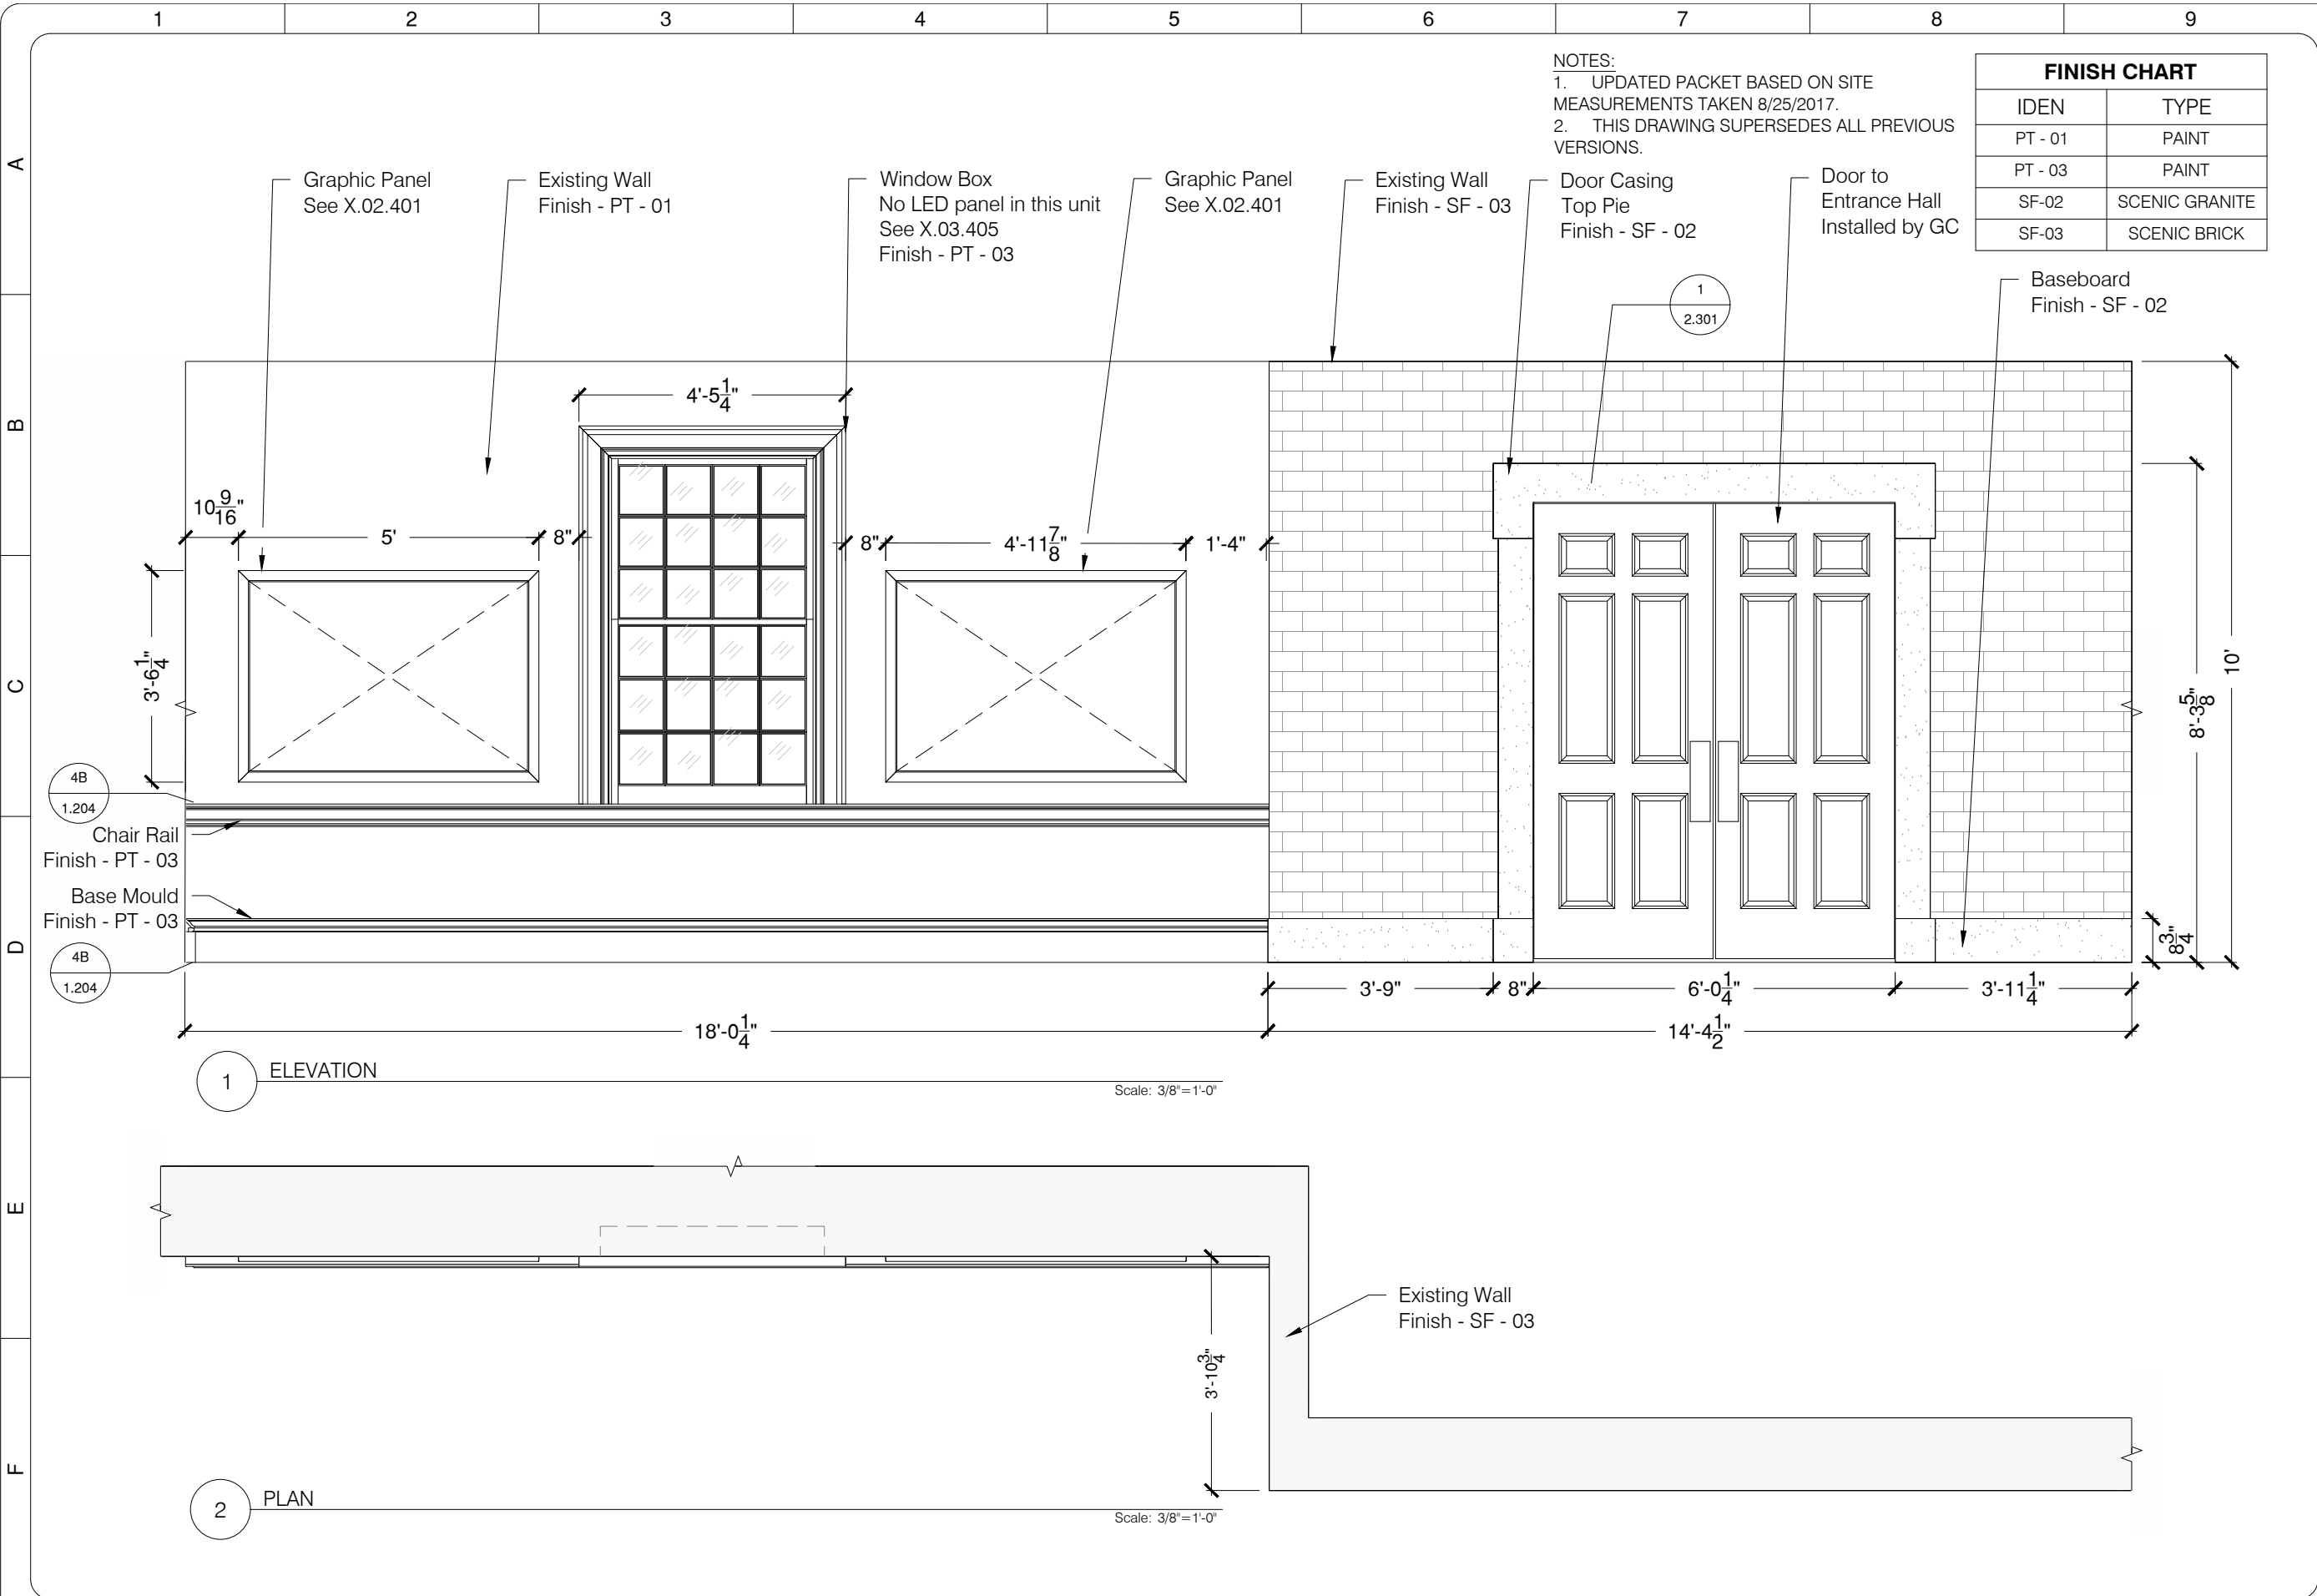 1 2 3 4 5 6 7 8 9
A
B
C
D
E
F
NOTES:
1. UPDATED PACKET BASED ON SITE
MEASUREMENTS TAKEN 8/25/2017.
2. THIS DRAWING SUPERSEDES ALL PREVIOUS
VERSIONS.
FINISH CHART
IDEN TYPE
PT - 01 PAINT
PT - 03 PAINT
SF-02 SCENIC GRANITE
SF-03 SCENIC BRICK
Graphic Panel
See X.02.401
Existing Wall
Finish - PT - 01
Window Box
No LED panel in this unit
See X.03.405
Finish - PT - 03
Graphic Panel
See X.02.401
Existing Wall
Finish - SF - 03
Door Casing
Top Pie
Finish - SF - 02
Door to
Entrance Hall
Installed by GC
1
2.301
Baseboard
Finish - SF - 02
4'-5 1/4"
10 9/16"
5'
8"
8"
4'-11 7/8"
1'-4"
3'-6 1/4"
10'
8'-3 5/8"
8 3/4"
4B
1.204
Chair Rail
Finish - PT - 03
Base Mould
Finish - PT - 03
4B
1.204
3'-9"
8"
6'-0 1/4"
3'-11 1/4"
18'-0 1/4"
14'-4 1/2"
1 ELEVATION
Scale: 3/8"=1'-0"
Existing Wall
Finish - SF - 03
3'-10 3/4"
2 PLAN
Scale: 3/8"=1'-0"